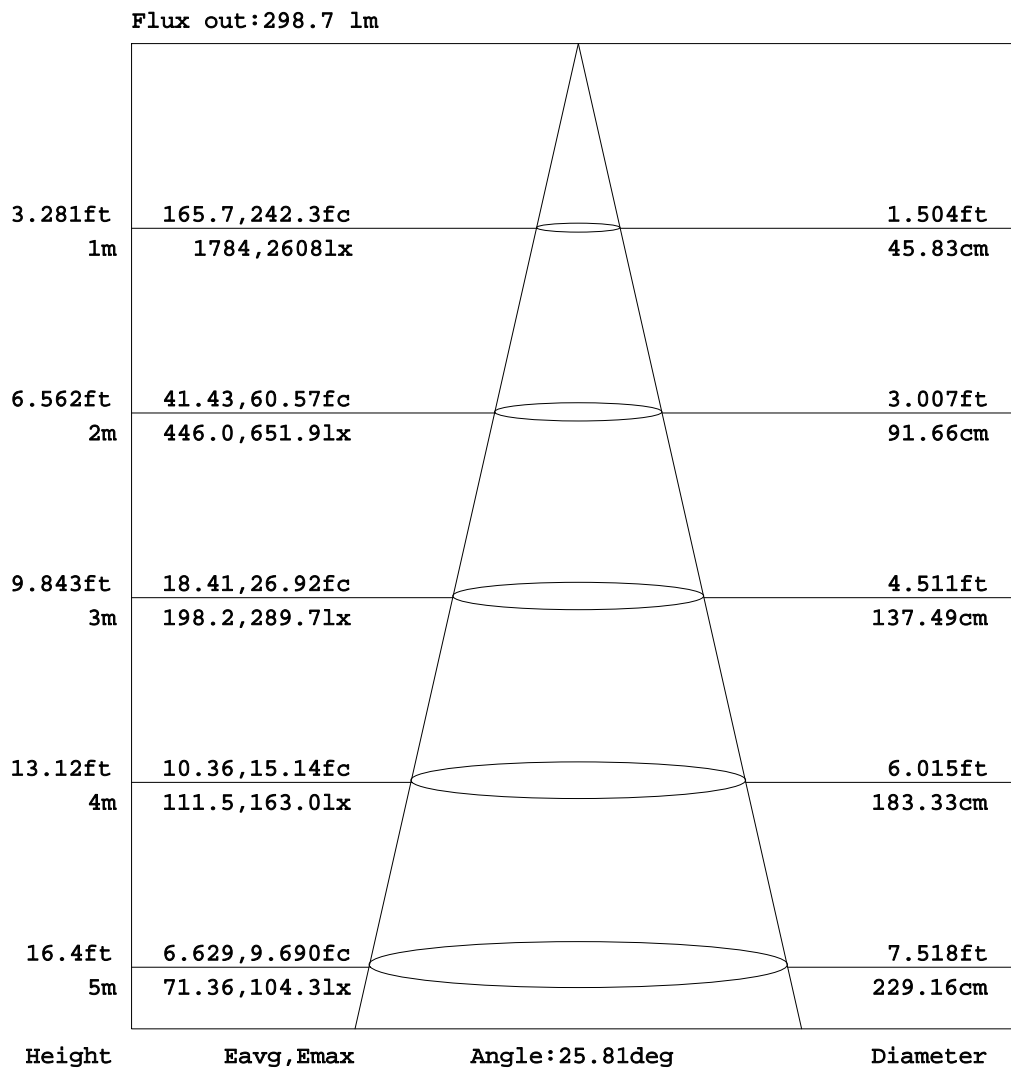 Flux out:298.7 lm
3.281ft 165.7,242.3fc 1.504ft
1m 1784,2608lx 45.83cm
6.562ft 41.43,60.57fc 3.007ft
2m 446.0,651.9lx 91.66cm
9.843ft 18.41,26.92fc 4.511ft
3m 198.2,289.7lx 137.49cm
13.12ft 10.36,15.14fc 6.015ft
4m 111.5,163.0lx 183.33cm
16.4ft 6.629,9.690fc 7.518ft
5m 71.36,104.3lx 229.16cm
Height Eavg,Emax Angle:25.81deg Diameter